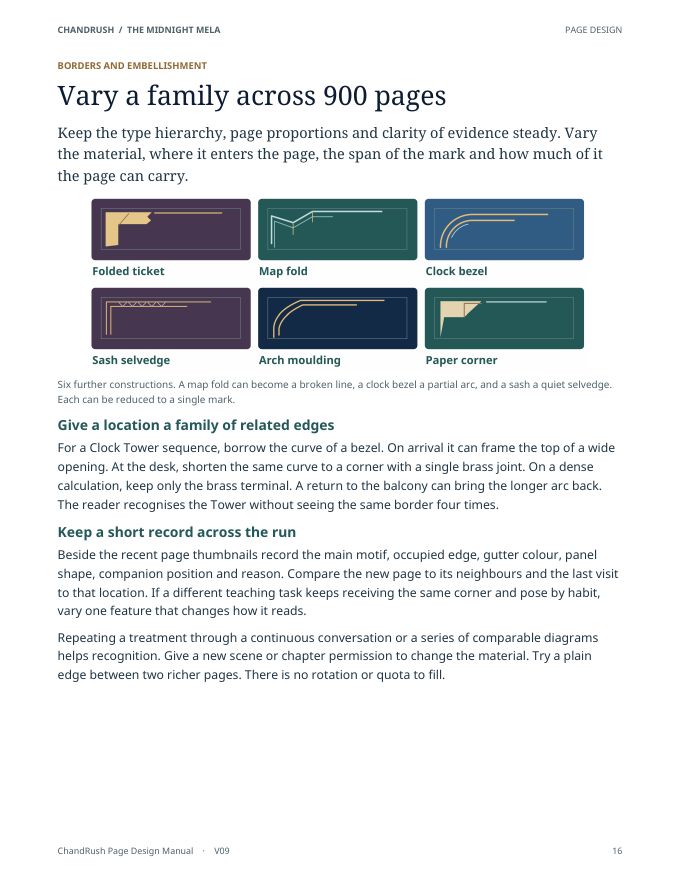 CHANDRUSH / THE MIDNIGHT MELA
PAGE DESIGN
BORDERS AND EMBELLISHMENT
Vary a family across 900 pages
Keep the type hierarchy, page proportions and clarity of evidence steady. Vary
the material, where it enters the page, the span of the mark and how much of it
the page can carry.
Folded ticket
Map fold
Clock bezel
Sash selvedge
Arch moulding
Paper corner
Six further constructions. A map fold can become a broken line, a clock bezel a partial arc, and a sash a quiet selvedge.
Each can be reduced to a single mark.
Give a location a family of related edges
For a Clock Tower sequence, borrow the curve of a bezel. On arrival it can frame the top of a wide
opening. At the desk, shorten the same curve to a corner with a single brass joint. On a dense
calculation, keep only the brass terminal. A return to the balcony can bring the longer arc back.
The reader recognises the Tower without seeing the same border four times.
Keep a short record across the run
Beside the recent page thumbnails record the main motif, occupied edge, gutter colour, panel
shape, companion position and reason. Compare the new page to its neighbours and the last visit
to that location. If a different teaching task keeps receiving the same corner and pose by habit,
vary one feature that changes how it reads.
Repeating a treatment through a continuous conversation or a series of comparable diagrams
helps recognition. Give a new scene or chapter permission to change the material. Try a plain
edge between two richer pages. There is no rotation or quota to fill.
ChandRush Page Design Manual · V09
16